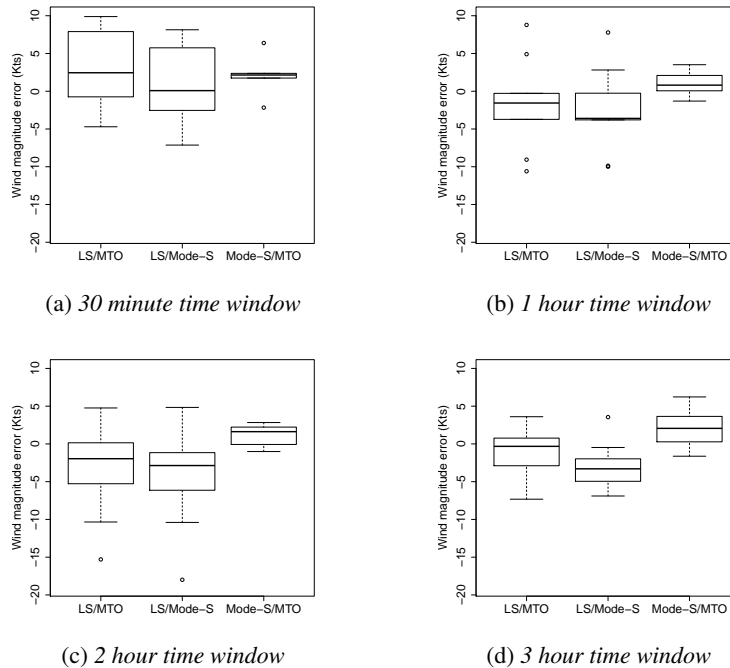 Wind magnitude error (Kts)
10
5
0
−5
−10
−15
−20
LS/MTO LS/Mode−S Mode−S/MTO
(a) 30 minute time window
Wind magnitude error (Kts)
10
5
0
−5
−10
−15
−20
LS/MTO LS/Mode−S Mode−S/MTO
(b) 1 hour time window
Wind magnitude error (Kts)
10
5
0
−5
−10
−15
−20
LS/MTO LS/Mode−S Mode−S/MTO
(c) 2 hour time window
Wind magnitude error (Kts)
10
5
0
−5
−10
−15
−20
LS/MTO LS/Mode−S Mode−S/MTO
(d) 3 hour time window